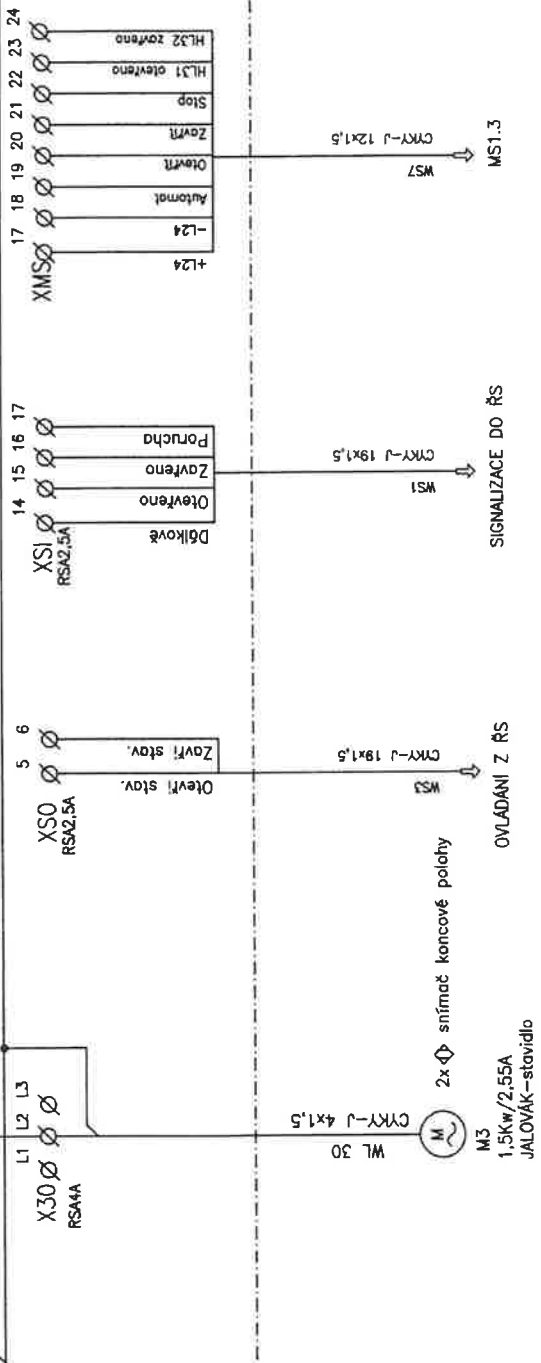 X30
RSA4A
L1 L2 L3
WL 30
CYKY-J 4x1,5
M
M3
1,5Kw/2,55A
JALOVÁK-stavidlo
2x snímač koncové polohy
XSO
RSA2,5A
5 6
Otevři stav.
Zavři stav.
WS3
CYKY-J 19x1,5
OVLÁDÁNÍ Z ŘS
XSI
RSA2,5A
14 15 16 17
Dálkově
Otevřeno
Zavřeno
Porucha
WS1
CYKY-J 19x1,5
SIGNALIZACE DO ŘS
XMS
17 18 19 20 21 22 23 24
+L24
-L24
Automat
Otevřít
Zavřít
Stop
HL31 otevřeno
HL32 zavřeno
WS7
CYKY-J 12x1,5
MS1.3